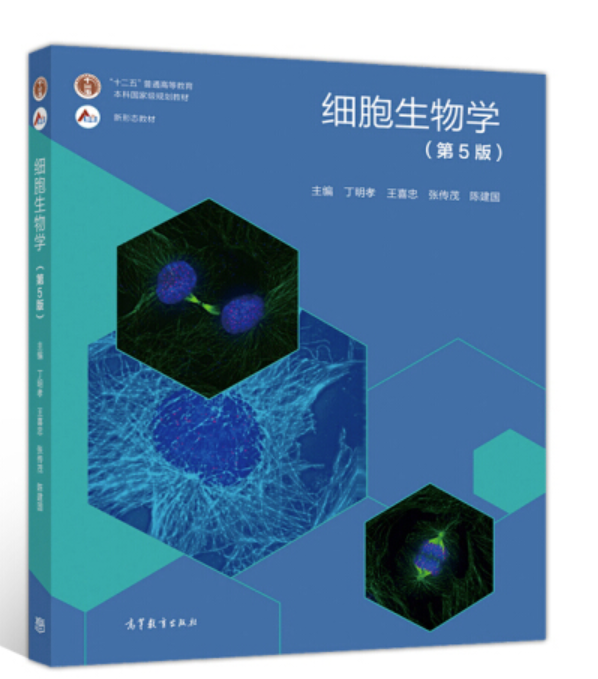 "十二五"普通高等教育
本科国家级规划教材
新形态教材
细胞生物学
（第5版）
主编 丁明孝 王喜忠 张传茂 陈建国
高等教育出版社
细胞生物学
（第5版）
主编 丁明孝 王喜忠 张传茂 陈建国